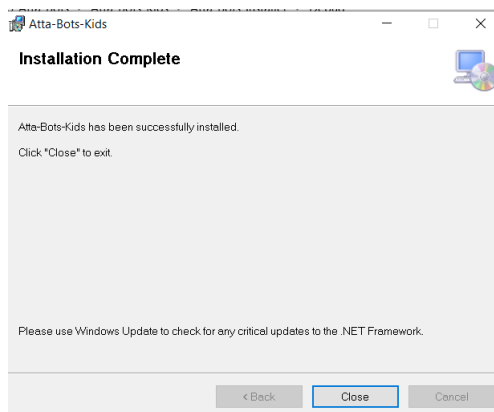 Atta-Bots-Kids
Installation Complete
Atta-Bots-Kids has been successfully installed.
Click "Close" to exit.
Please use Windows Update to check for any critical updates to the .NET Framework.
< Back
Close
Cancel